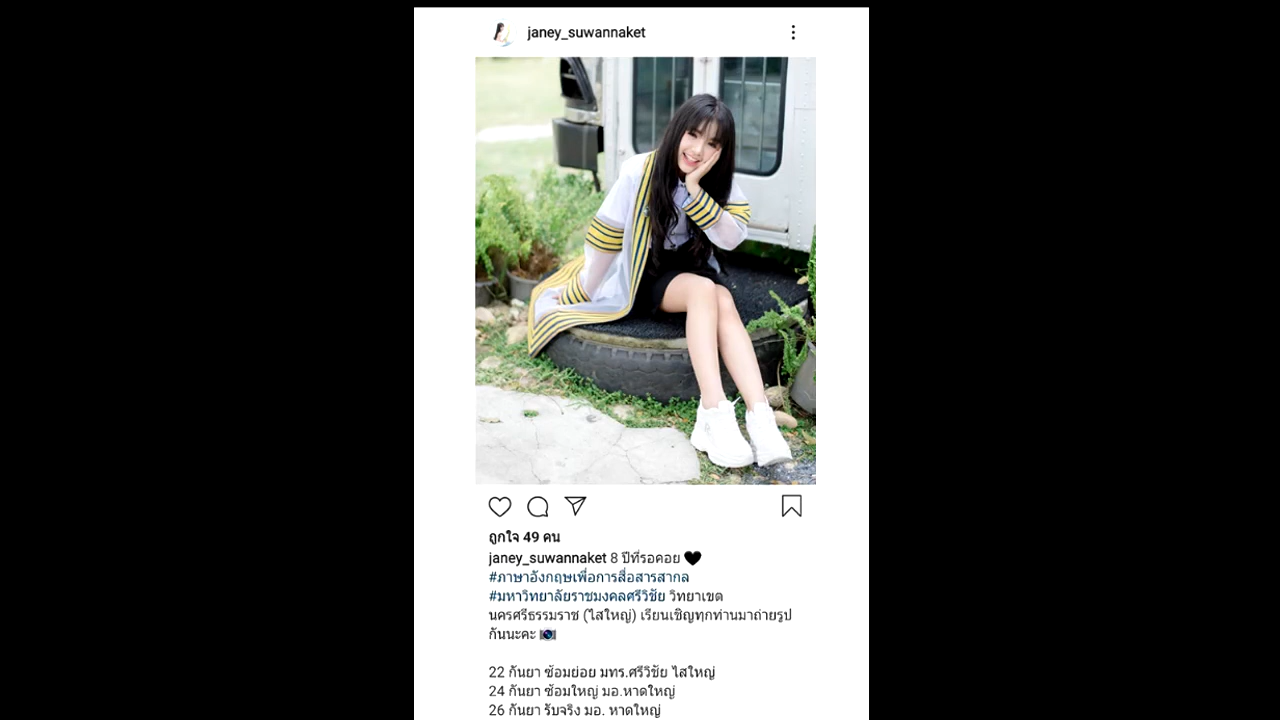 janey_suwannaket
ถูกใจ 49 คน
janey_suwannaket 8 ปีที่รอคอย 🖤
#ภาษาอังกฤษเพื่อการสื่อสารสากล
#มหาวิทยาลัยราชมงคลศรีวิชัย วิทยาเขต
นครศรีธรรมราช (ไสใหญ่) เรียนเชิญทุกท่านมาถ่ายรูป
กันนะคะ 📷
22 กันยา ซ้อมย่อย มทร.ศรีวิชัย ไสใหญ่
24 กันยา ซ้อมใหญ่ มอ.หาดใหญ่
26 กันยา รับจริง มอ. หาดใหญ่